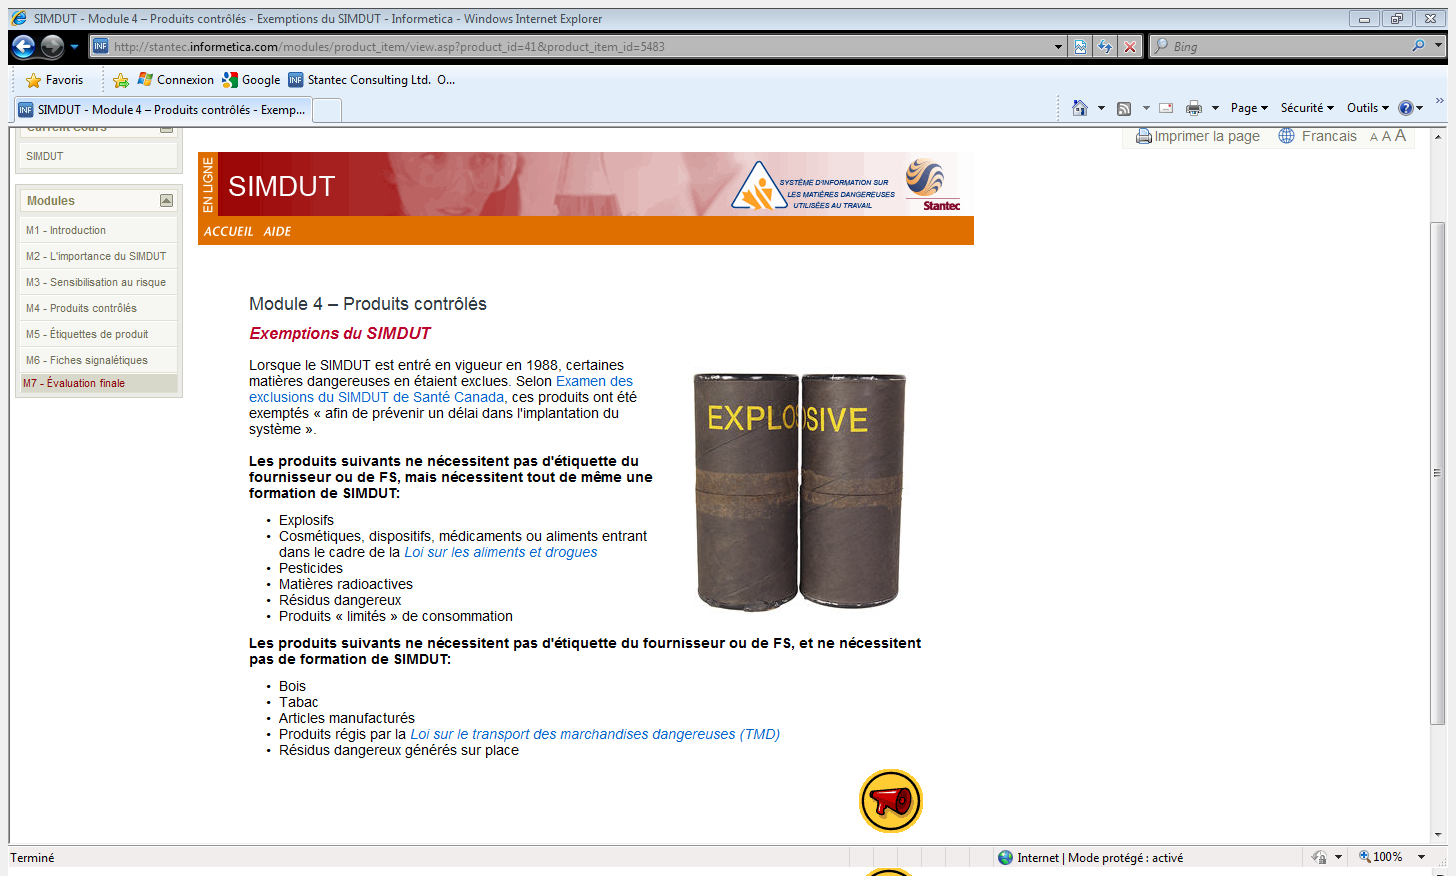 SIMDUT - Module 4 – Produits contrôlés - Exemptions du SIMDUT - Informetica - Windows Internet Explorer
http://stantec.informetica.com/modules/product_item/view.asp?product_id=41&product_item_id=5483
Bing
Favoris
Connexion
Google
INF
Stantec Consulting Ltd. O...
SIMDUT - Module 4 – Produits contrôlés - Exemp...
Page
Sécurité
Outils
Current Cours
SIMDUT
Modules
M1 - Introduction
M2 - L'importance du SIMDUT
M3 - Sensibilisation au risque
M4 - Produits contrôlés
M5 - Étiquettes de produit
M6 - Fiches signalétiques
M7 - Évaluation finale
Imprimer la page
Francais
A A A
EN LIGNE
SIMDUT
SYSTÈME D'INFORMATION SUR
LES MATIÈRES DANGEREUSES
UTILISÉES AU TRAVAIL
Stantec
ACCUEIL AIDE
Module 4 – Produits contrôlés
Exemptions du SIMDUT
Lorsque le SIMDUT est entré en vigueur en 1988, certaines
matières dangereuses en étaient exclues. Selon Examen des
exclusions du SIMDUT de Santé Canada, ces produits ont été
exemptés « afin de prévenir un délai dans l'implantation du
système ».
EXPLOSIVE
Les produits suivants ne nécessitent pas d'étiquette du
fournisseur ou de FS, mais nécessitent tout de même une
formation de SIMDUT:
• Explosifs
• Cosmétiques, dispositifs, médicaments ou aliments entrant
dans le cadre de la Loi sur les aliments et drogues
• Pesticides
• Matières radioactives
• Résidus dangereux
• Produits « limités » de consommation
Les produits suivants ne nécessitent pas d'étiquette du fournisseur ou de FS, et ne nécessitent
pas de formation de SIMDUT:
• Bois
• Tabac
• Articles manufacturés
• Produits régis par la Loi sur le transport des marchandises dangereuses (TMD)
• Résidus dangereux générés sur place
Terminé
Internet | Mode protégé : activé
100%